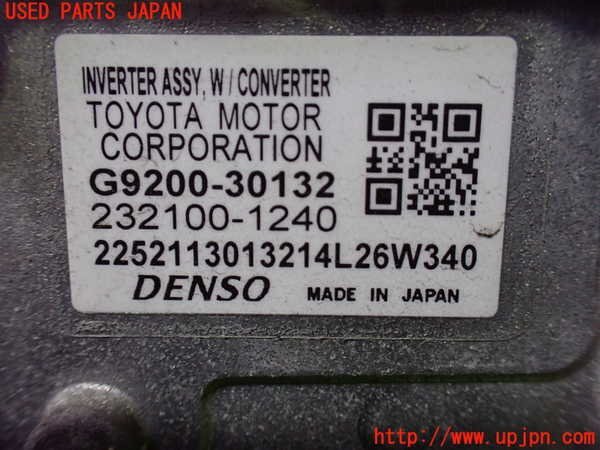 USED PARTS JAPAN
INVERTER ASSY, W/CONVERTER
TOYOTA MOTOR
CORPORATION
G9200-30132
232100-1240
2252113013214L26W340
DENSO MADE IN JAPAN
http://www.upjpn.com/